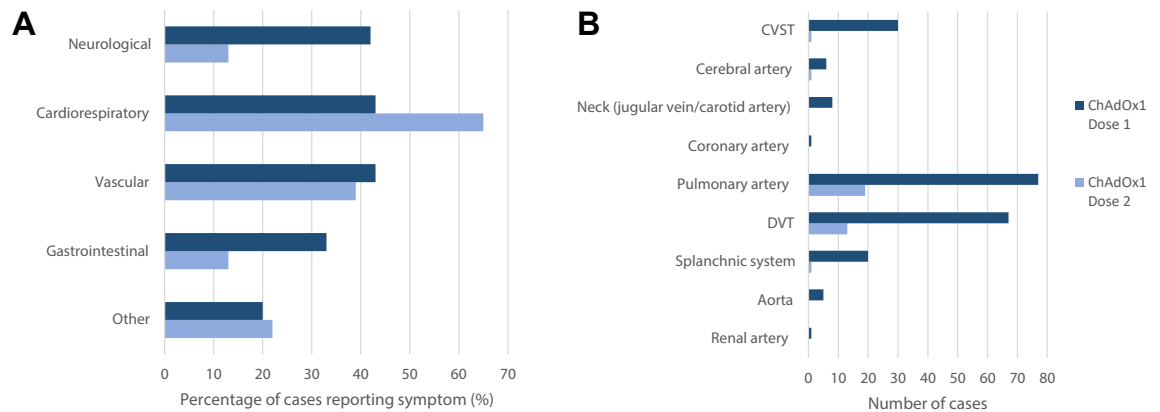 A
Neurological
Cardiorespiratory
Vascular
Gastrointestinal
Other
0 10 20 30 40 50 60 70
Percentage of cases reporting symptom (%)
B
CVST
Cerebral artery
Neck (jugular vein/carotid artery)
Coronary artery
Pulmonary artery
DVT
Splanchnic system
Aorta
Renal artery
0 10 20 30 40 50 60 70 80
Number of cases
ChAdOx1
Dose 1
ChAdOx1
Dose 2